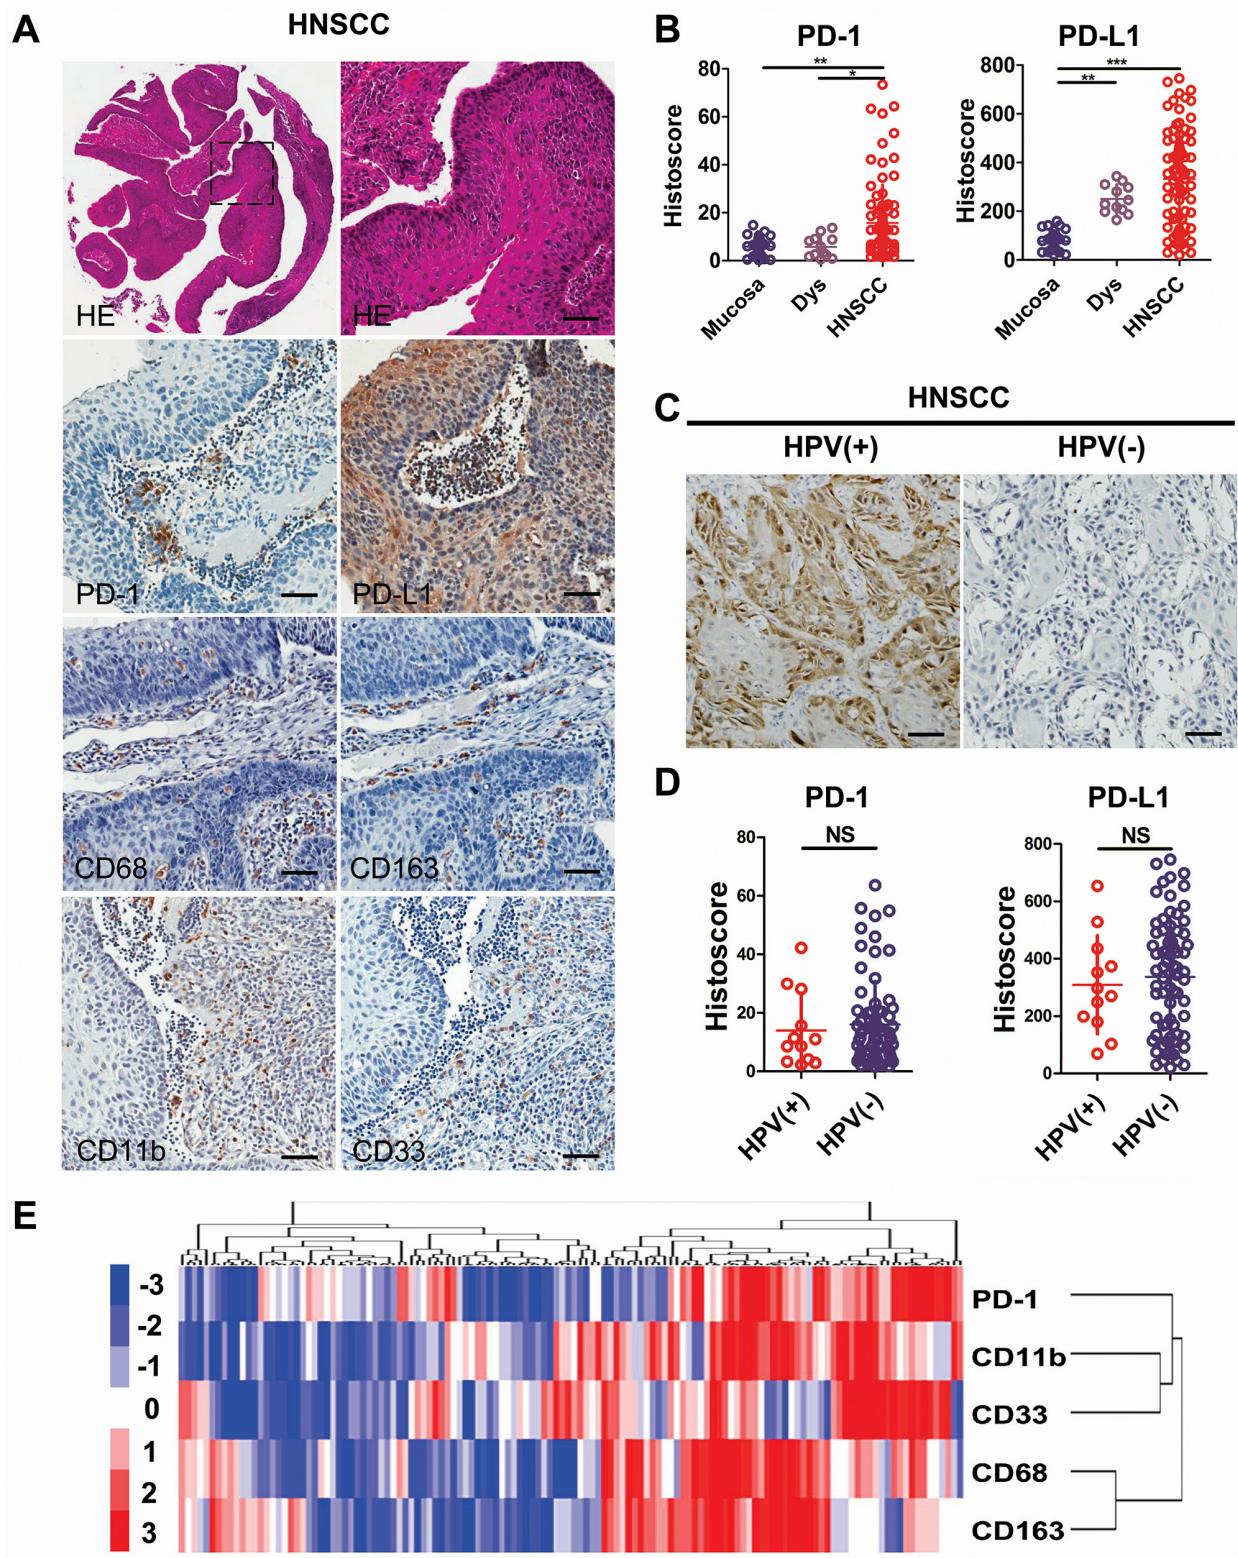 A
HNSCC
HE
HE
PD-1
PD-L1
CD68
CD163
CD11b
CD33
B
PD-1
PD-L1
Histoscore
80
60
40
20
0
**
*
Mucosa
Dys
HNSCC
Histoscore
800
600
400
200
0
***
**
Mucosa
Dys
HNSCC
C
HNSCC
HPV(+)
HPV(-)
D
PD-1
PD-L1
Histoscore
80
60
40
20
0
NS
HPV(+)
HPV(-)
Histoscore
800
600
400
200
0
NS
HPV(+)
HPV(-)
E
-3
-2
-1
0
1
2
3
PD-1
CD11b
CD33
CD68
CD163